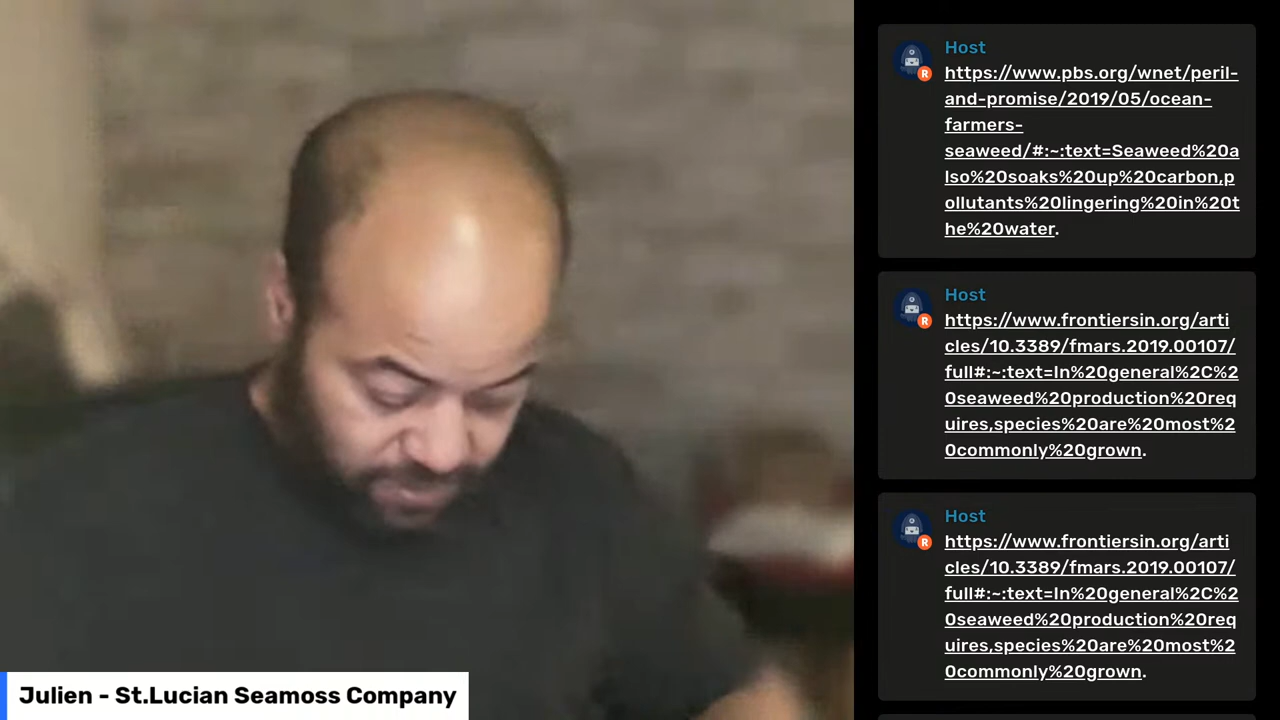 Host
https://www.pbs.org/wnet/peril-
and-promise/2019/05/ocean-
farmers-
seaweed/#:~:text=Seaweed%20a
lso%20soaks%20up%20carbon,p
ollutants%20lingering%20in%20t
he%20water.
Host
https://www.frontiersin.org/arti
cles/10.3389/fmars.2019.00107/
full#:~:text=In%20general%2C%2
0seaweed%20production%20req
uires,species%20are%20most%2
0commonly%20grown.
Host
https://www.frontiersin.org/arti
cles/10.3389/fmars.2019.00107/
full#:~:text=In%20general%2C%2
0seaweed%20production%20req
uires,species%20are%20most%2
0commonly%20grown.
Julien - St.Lucian Seamoss Company